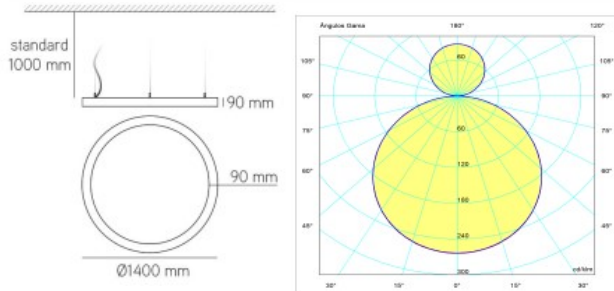 standard
1000 mm
90 mm
90 mm
Ø1400 mm
Ângulos Gama 180° 120°
105° 105°
90° 90°
75° 75°
60° 60°
45° 45°
60
60
120
180
240
300
cd/klm
30° 15° 0° 15° 30°